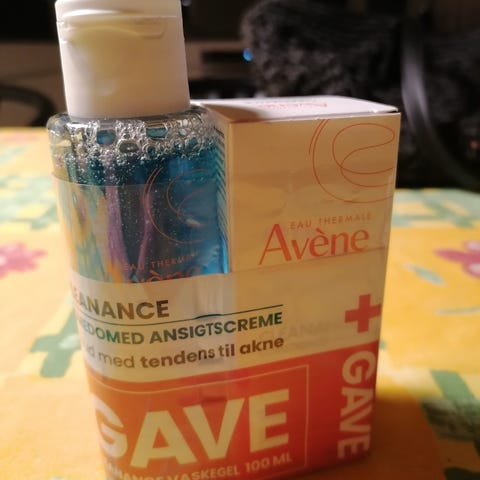 EAU THERMALE
Avène
EANANCE
EDOMED ANSIGTSCREME
d med tendens til akne
GAVE
ANANCE VASKEGEL 100 ML
+ GAVE